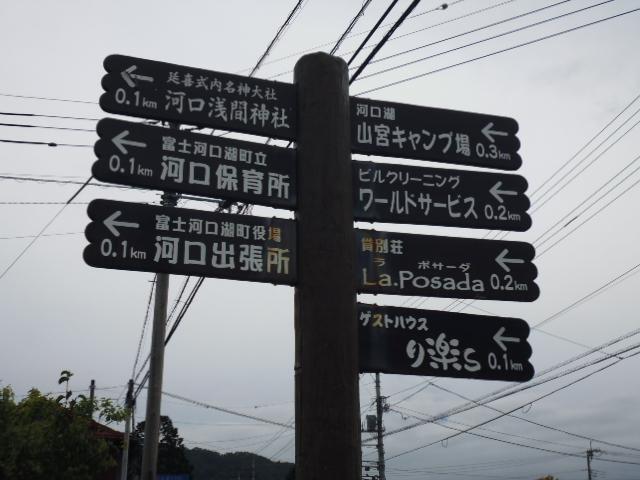 延喜式内名神大社
河口浅間神社
0.1km
富士河口湖町立
河口保育所
0.1km
富士河口湖町役場
河口出張所
0.1km
河口湖
山宮キャンプ場
0.3km
ビルクリーニング
ワールドサービス
0.2km
貸別荘
ラ ポサーダ
La.Posada
0.2km
ゲストハウス
り楽ら
0.1km